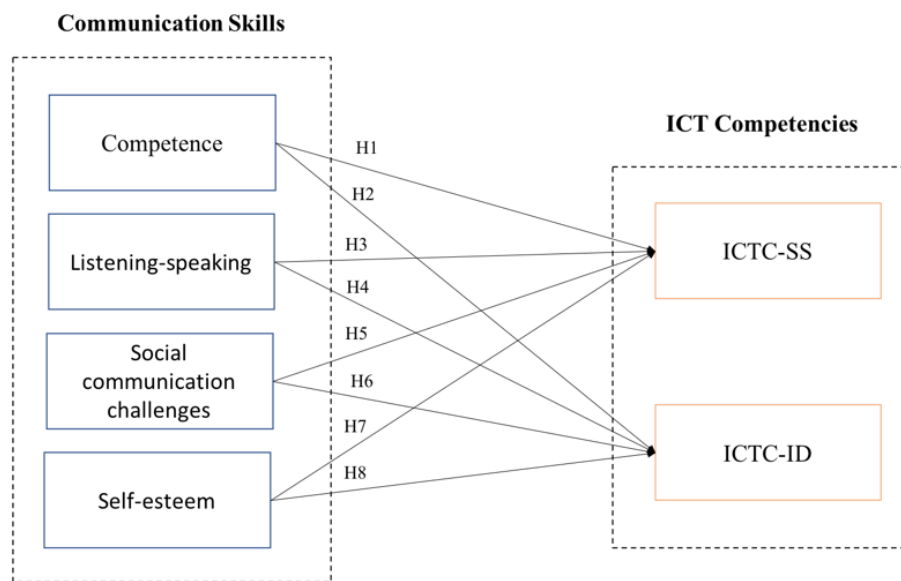 Communication Skills
Competence
Listening-speaking
Social
communication
challenges
Self-esteem
H1
H2
H3
H4
H5
H6
H7
H8
ICT Competencies
ICTC-SS
ICTC-ID